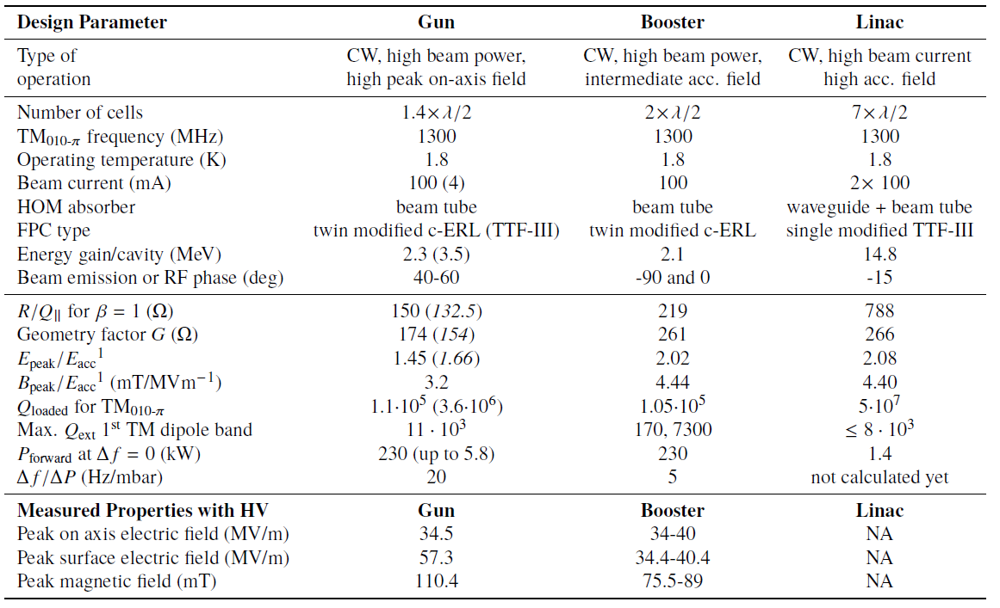 Design Parameter Gun Booster Linac
Type of CW, high beam power, CW, high beam power, CW, high beam current
operation high peak on-axis field intermediate acc. field high acc. field
Number of cells 1.4×λ/2 2×λ/2 7×λ/2
TM010-π frequency (MHz) 1300 1300 1300
Operating temperature (K) 1.8 1.8 1.8
Beam current (mA) 100 (4) 100 2× 100
HOM absorber beam tube beam tube waveguide + beam tube
FPC type twin modified c-ERL (TTF-III) twin modified c-ERL single modified TTF-III
Energy gain/cavity (MeV) 2.3 (3.5) 2.1 14.8
Beam emission or RF phase (deg) 40-60 -90 and 0 -15
R/Q∥ for β = 1 (Ω) 150 (132.5) 219 788
Geometry factor G (Ω) 174 (154) 261 266
Epeak/Eacc¹ 1.45 (1.66) 2.02 2.08
Bpeak/Eacc¹ (mT/MVm⁻¹) 3.2 4.44 4.40
Qloaded for TM010-π 1.1·10⁵ (3.6·10⁶) 1.05·10⁵ 5·10⁷
Max. Qext 1st TM dipole band 11 · 10³ 170, 7300 ≤ 8 · 10³
Pforward at Δf = 0 (kW) 230 (up to 5.8) 230 1.4
Δf/ΔP (Hz/mbar) 20 5 not calculated yet
Measured Properties with HV Gun Booster Linac
Peak on axis electric field (MV/m) 34.5 34-40 NA
Peak surface electric field (MV/m) 57.3 34.4-40.4 NA
Peak magnetic field (mT) 110.4 75.5-89 NA